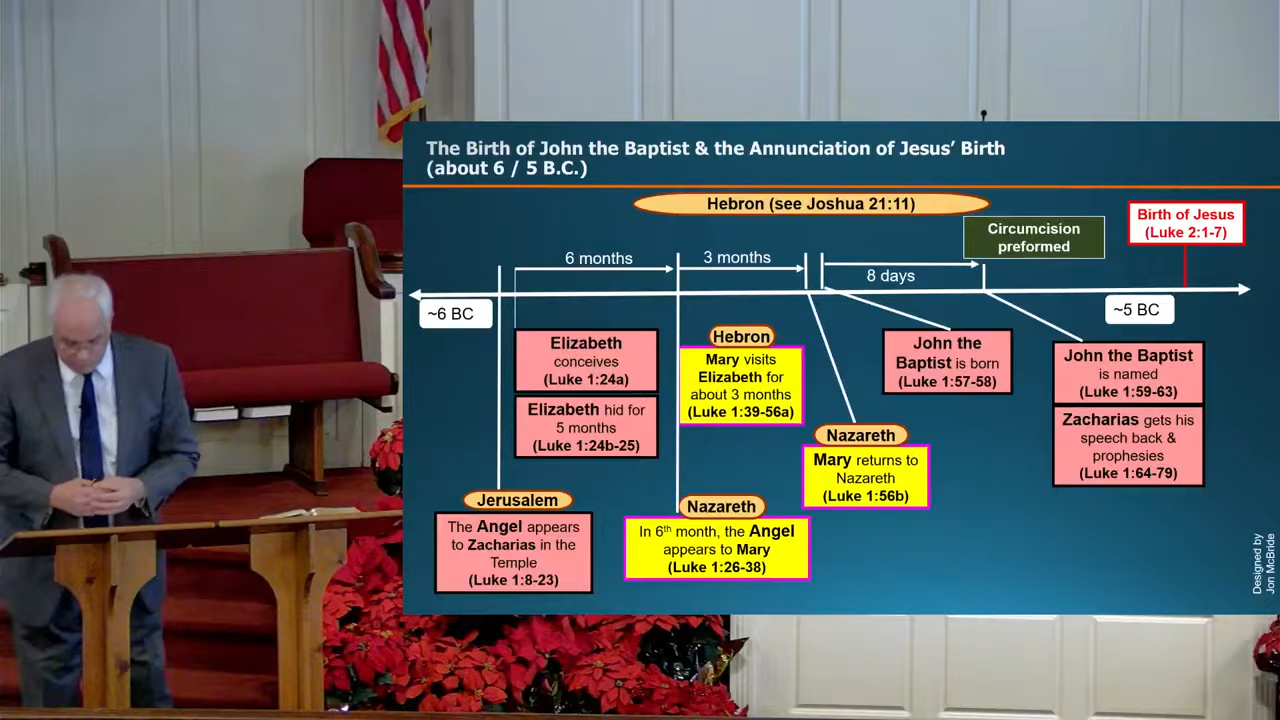 The Birth of John the Baptist & the Annunciation of Jesus' Birth
(about 6 / 5 B.C.)
Hebron (see Joshua 21:11)
Birth of Jesus
(Luke 2:1-7)
Circumcision
preformed
6 months
3 months
8 days
~6 BC
~5 BC
Elizabeth
conceives
(Luke 1:24a)
Elizabeth hid for
5 months
(Luke 1:24b-25)
Hebron
Mary visits
Elizabeth for
about 3 months
(Luke 1:39-56a)
John the
Baptist is born
(Luke 1:57-58)
John the Baptist
is named
(Luke 1:59-63)
Zacharias gets his
speech back &
prophesies
(Luke 1:64-79)
Nazareth
Mary returns to
Nazareth
(Luke 1:56b)
Jerusalem
The Angel appears
to Zacharias in the
Temple
(Luke 1:8-23)
Nazareth
In 6th month, the Angel
appears to Mary
(Luke 1:26-38)
Designed by
Jon McBride